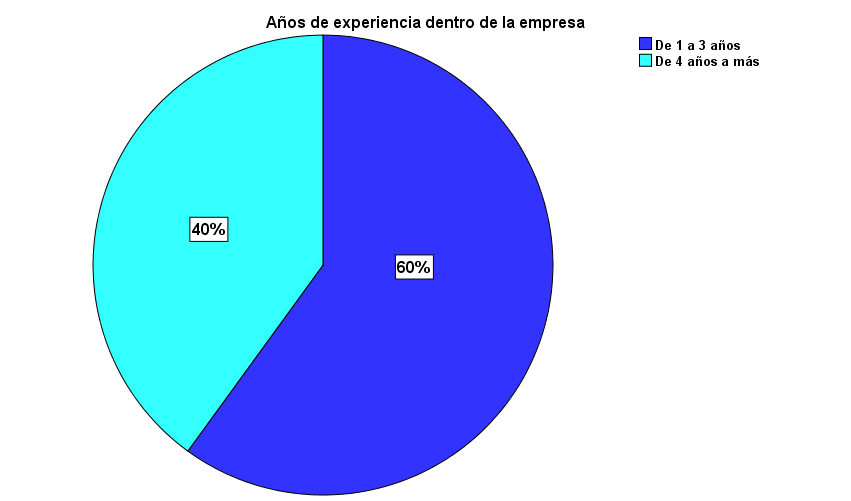 Años de experiencia dentro de la empresa
De 1 a 3 años
De 4 años a más
40%
60%